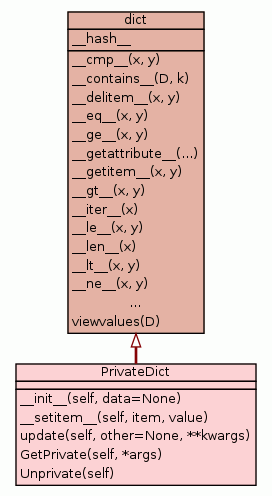 dict
__hash__
__cmp__(x, y)
__contains__(D, k)
__delitem__(x, y)
__eq__(x, y)
__ge__(x, y)
__getattribute__(...)
__getitem__(x, y)
__gt__(x, y)
__iter__(x)
__le__(x, y)
__len__(x)
__lt__(x, y)
__ne__(x, y)
...
viewvalues(D)
PrivateDict
__init__(self, data=None)
__setitem__(self, item, value)
update(self, other=None, **kwargs)
GetPrivate(self, *args)
Unprivate(self)